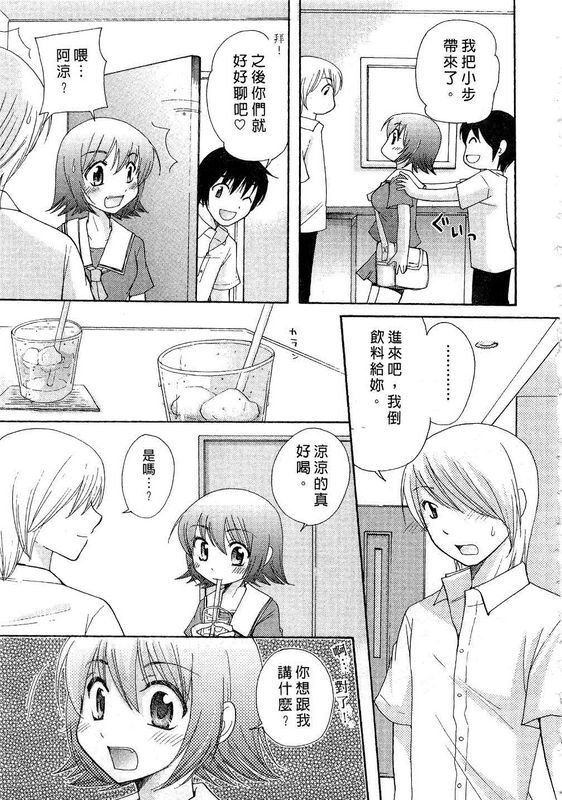 我把小步
帶來了。
ぐいっ
之後你們就
好好聊吧♡
拜！
喂…
阿涼？
………
進來吧，我倒
飲料給妳。
カラン
涼涼的真
好喝。
是嗎…？
啊…對了！
你想跟我
講什麼？